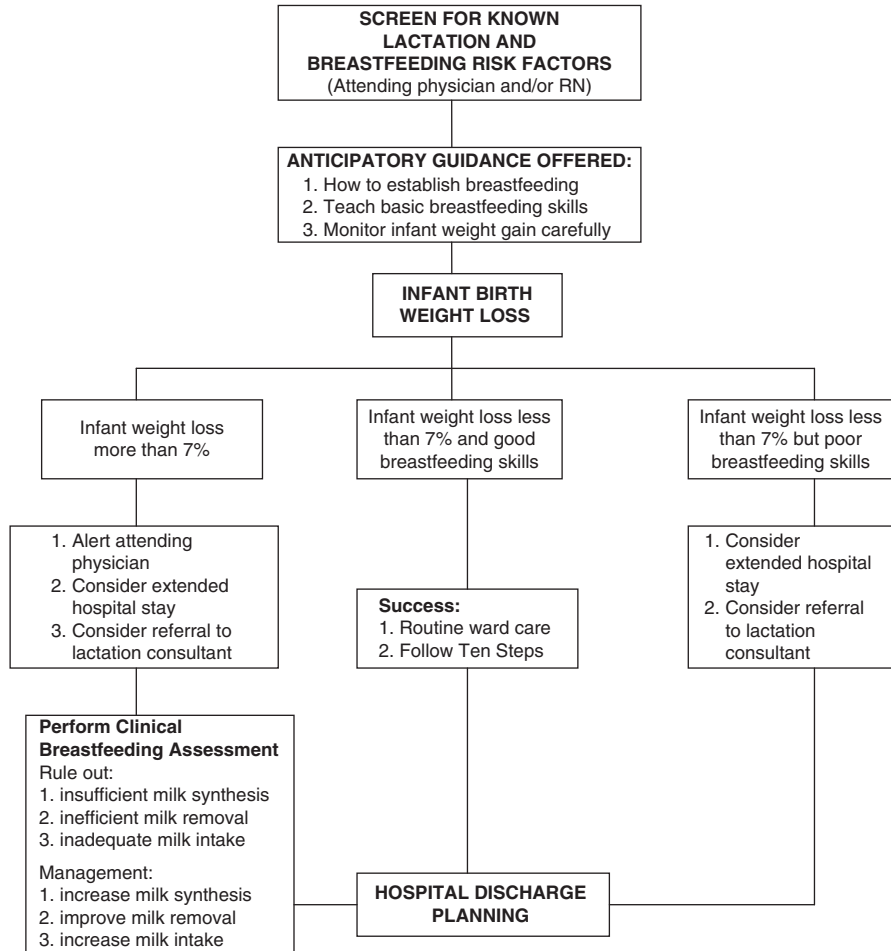 SCREEN FOR KNOWN
LACTATION AND
BREASTFEEDING RISK FACTORS
(Attending physician and/or RN)
ANTICIPATORY GUIDANCE OFFERED:
1. How to establish breastfeeding
2. Teach basic breastfeeding skills
3. Monitor infant weight gain carefully
INFANT BIRTH
WEIGHT LOSS
Infant weight loss
more than 7%
Infant weight loss less
than 7% and good
breastfeeding skills
Infant weight loss less
than 7% but poor
breastfeeding skills
1. Alert attending
physician
2. Consider extended
hospital stay
3. Consider referral to
lactation consultant
Success:
1. Routine ward care
2. Follow Ten Steps
1. Consider
extended hospital
stay
2. Consider referral
to lactation
consultant
Perform Clinical
Breastfeeding Assessment
Rule out:
1. insufficient milk synthesis
2. inefficient milk removal
3. inadequate milk intake
Management:
1. increase milk synthesis
2. improve milk removal
3. increase milk intake
HOSPITAL DISCHARGE
PLANNING